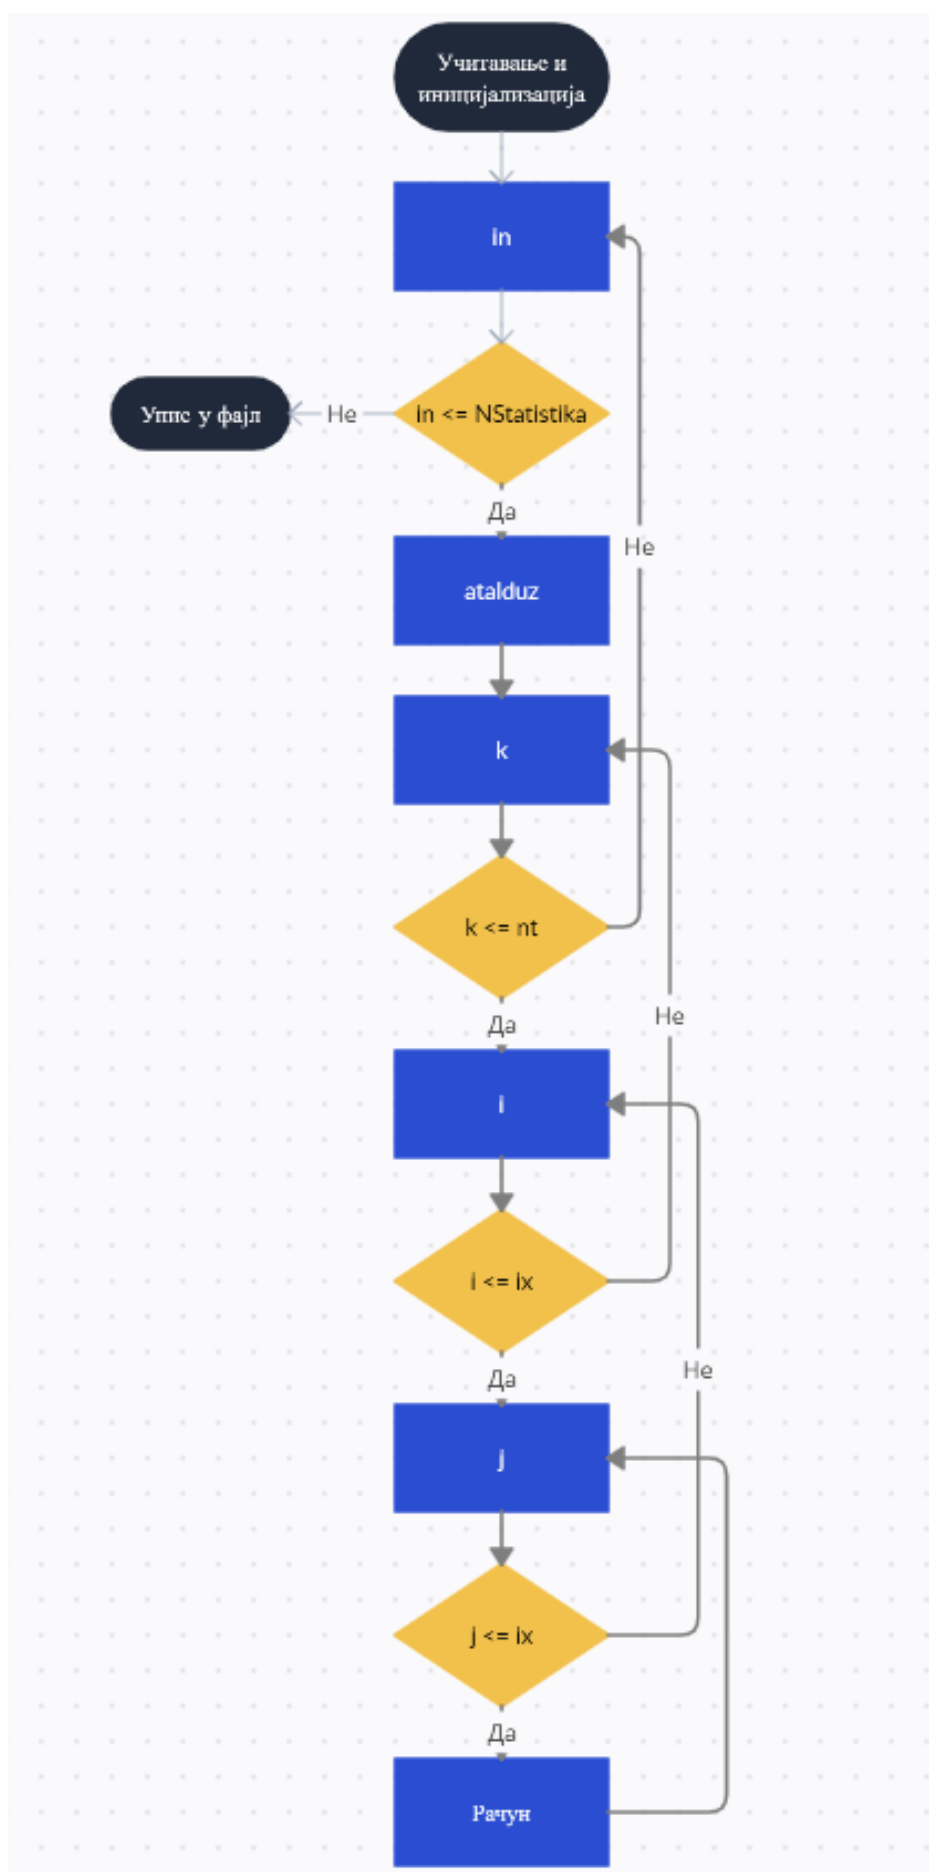 Учитавање и
иницијализација
in
in <= NStatistika
Не
Упис у фајл
Да
atalduz
Не
k
k <= nt
Да
Не
i
i <= ix
Да
Не
j
j <= ix
Да
Рачун